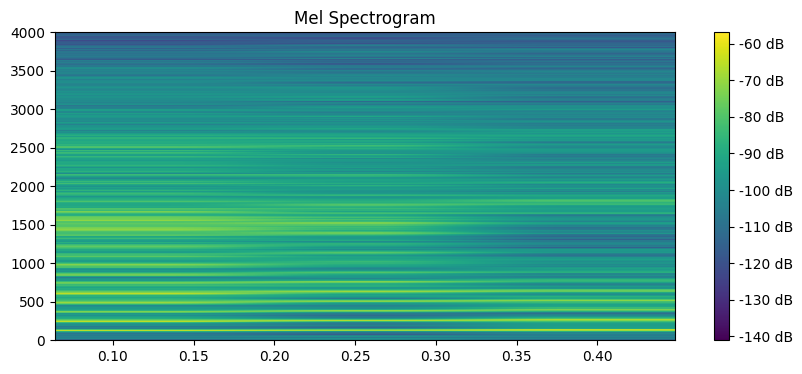 Mel Spectrogram
4000
3500
3000
2500
2000
1500
1000
500
0
0.10 0.15 0.20 0.25 0.30 0.35 0.40
-60 dB
-70 dB
-80 dB
-90 dB
-100 dB
-110 dB
-120 dB
-130 dB
-140 dB